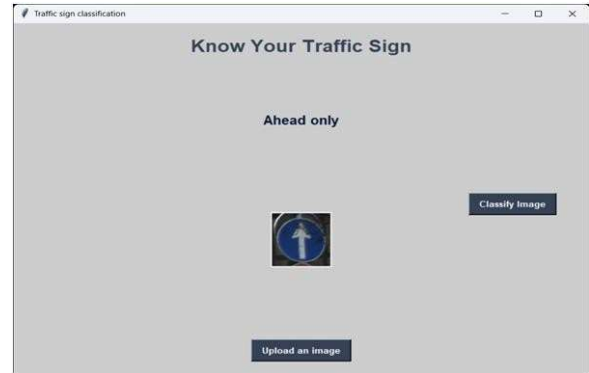 Traffic sign classification
Know Your Traffic Sign
Ahead only
Classify Image
Upload an image